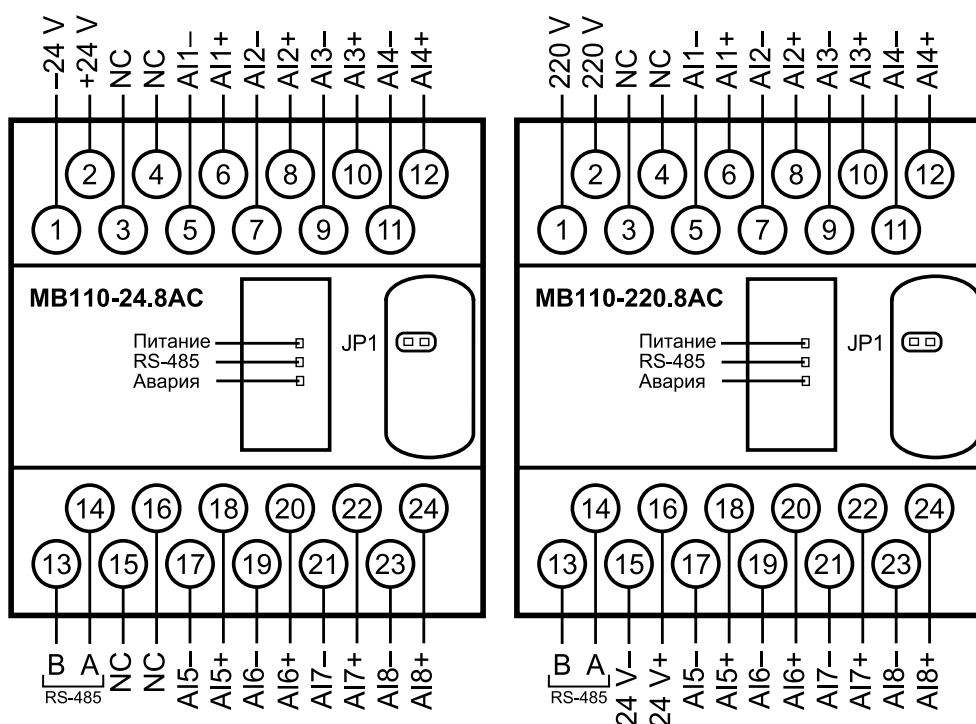 –24 V
+24 V
NC
NC
AI1–
AI1+
AI2–
AI2+
AI3–
AI3+
AI4–
AI4+
2
4
6
8
10
12
1
3
5
7
9
11
МВ110-24.8АС
Питание
RS-485
Авария
JP1
14
16
18
20
22
24
13
15
17
19
21
23
B
A
RS-485
NC
NC
AI5–
AI5+
AI6–
AI6+
AI7–
AI7+
AI8–
AI8+
220 V
220 V
NC
NC
AI1–
AI1+
AI2–
AI2+
AI3–
AI3+
AI4–
AI4+
2
4
6
8
10
12
1
3
5
7
9
11
МВ110-220.8АС
Питание
RS-485
Авария
JP1
14
16
18
20
22
24
13
15
17
19
21
23
B
A
RS-485
24 V–
24 V+
AI5–
AI5+
AI6–
AI6+
AI7–
AI7+
AI8–
AI8+